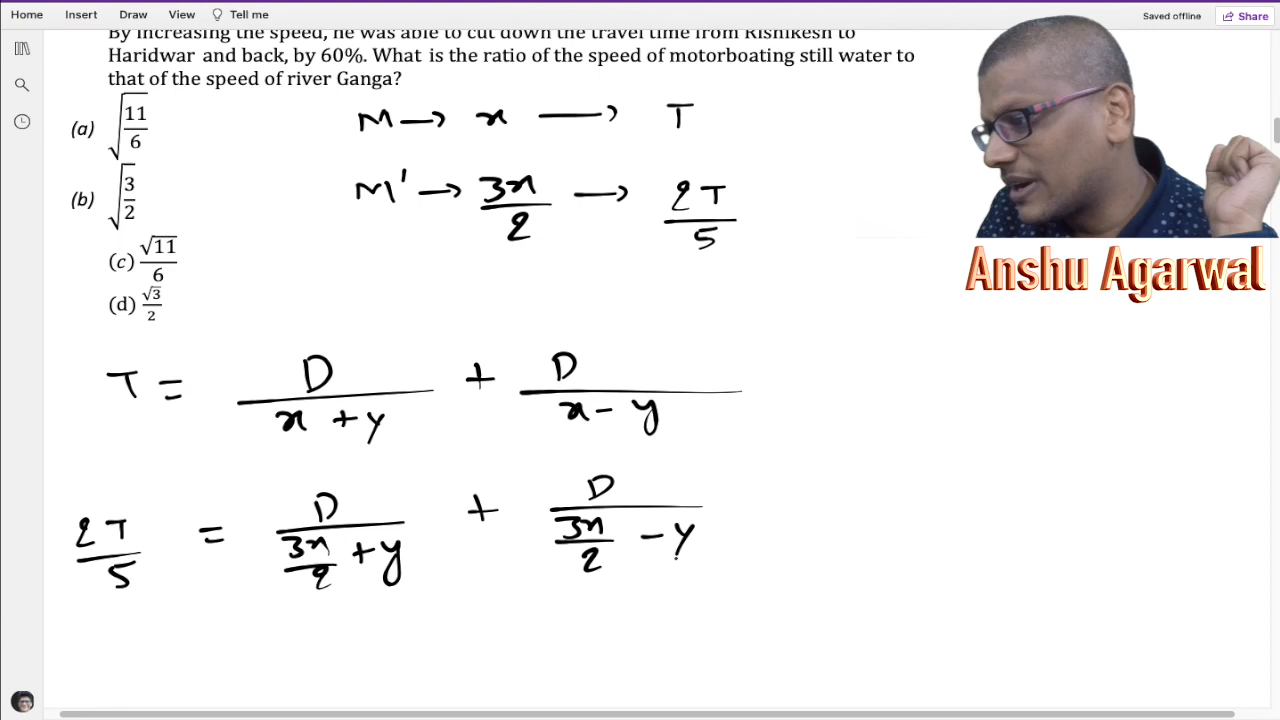 Home Insert Draw View Tell me Saved offline Share
By increasing the speed, he was able to cut down the travel time from Rishikesh to
Haridwar and back, by 60%. What is the ratio of the speed of motorboating still water to
that of the speed of river Ganga?
(a) √(11/6)
(b) √(3/2)
(c) √11/6
(d) √3/2
M → x → T
M' → 3x/2 → 2T/5
Anshu Agarwal
T = D/(x + y) + D/(x - y)
2T/5 = D/(3x/2 + y) + D/(3x/2 - y)